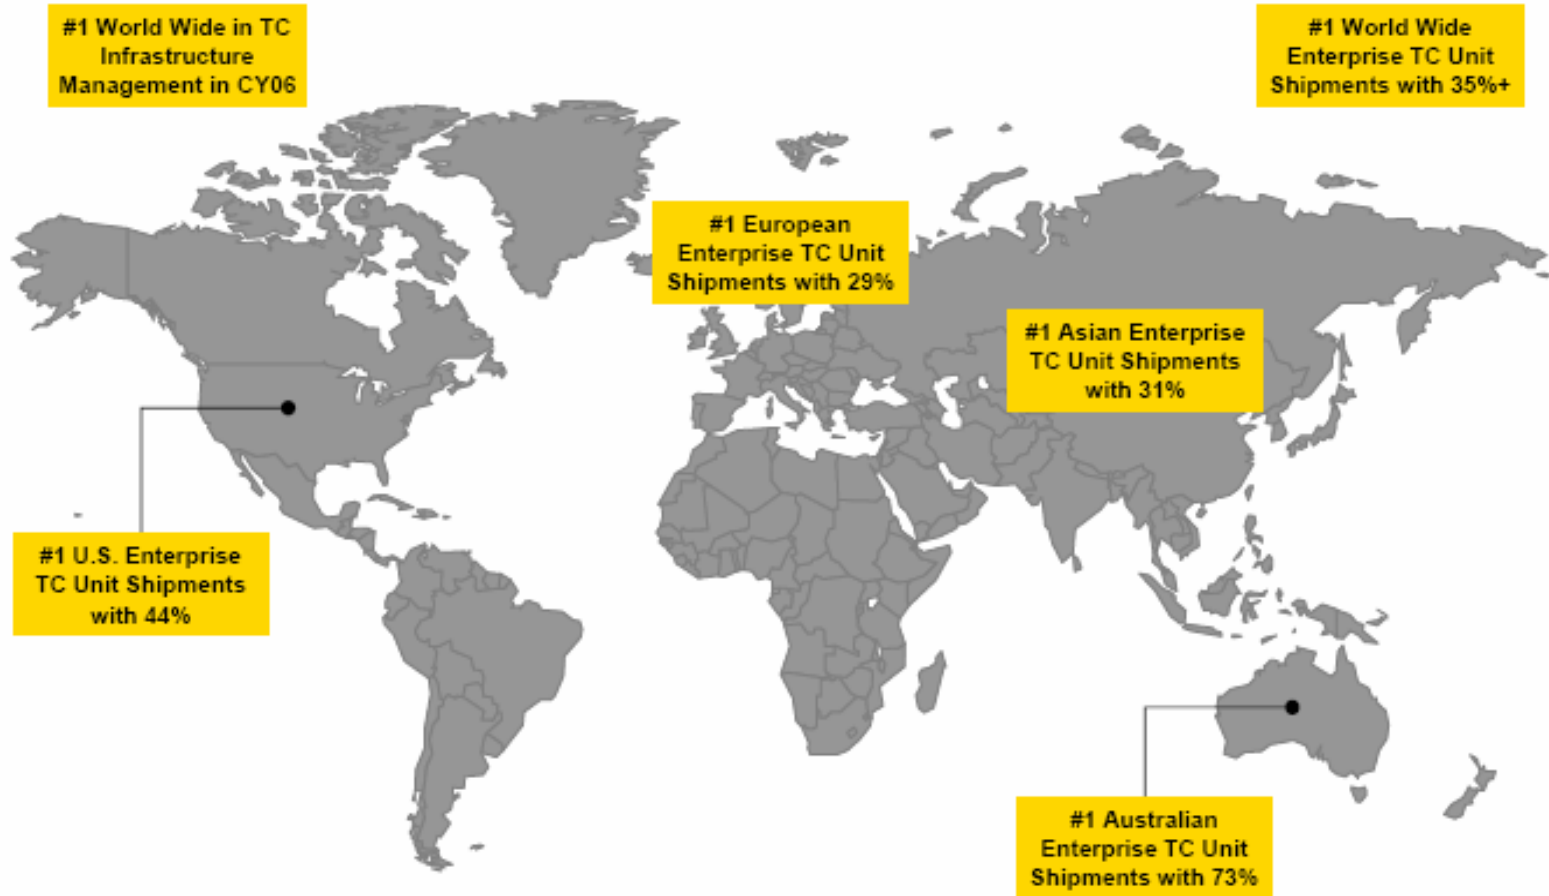 #1 World Wide in TC
Infrastructure
Management in CY06
#1 World Wide
Enterprise TC Unit
Shipments with 35%+
#1 European
Enterprise TC Unit
Shipments with 29%
#1 Asian Enterprise
TC Unit Shipments
with 31%
#1 U.S. Enterprise
TC Unit Shipments
with 44%
#1 Australian
Enterprise TC Unit
Shipments with 73%